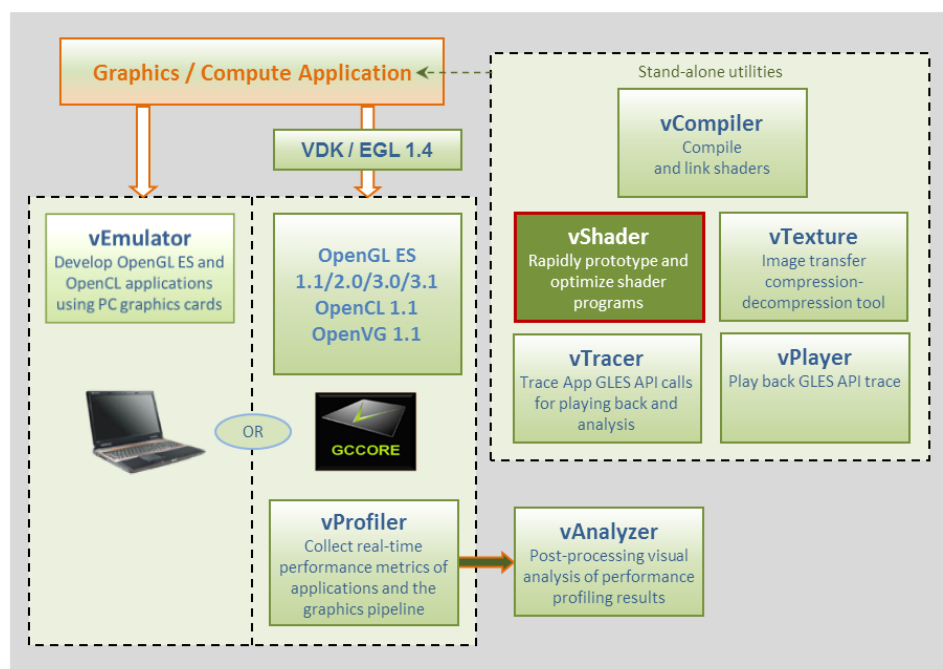 Graphics / Compute Application
Stand-alone utilities
vCompiler
Compile
and link shaders
VDK / EGL 1.4
vEmulator
Develop OpenGL ES and
OpenCL applications
using PC graphics cards
OpenGL ES
1.1/2.0/3.0/3.1
OpenCL 1.1
OpenVG 1.1
vShader
Rapidly prototype and
optimize shader
programs
vTexture
Image transfer
compression-
decompression tool
vTracer
Trace App GLES API calls
for playing back and
analysis
vPlayer
Play back GLES API trace
OR
GCCORE
vProfiler
Collect real-time
performance metrics of
applications and the
graphics pipeline
vAnalyzer
Post-processing visual
analysis of performance
profiling results